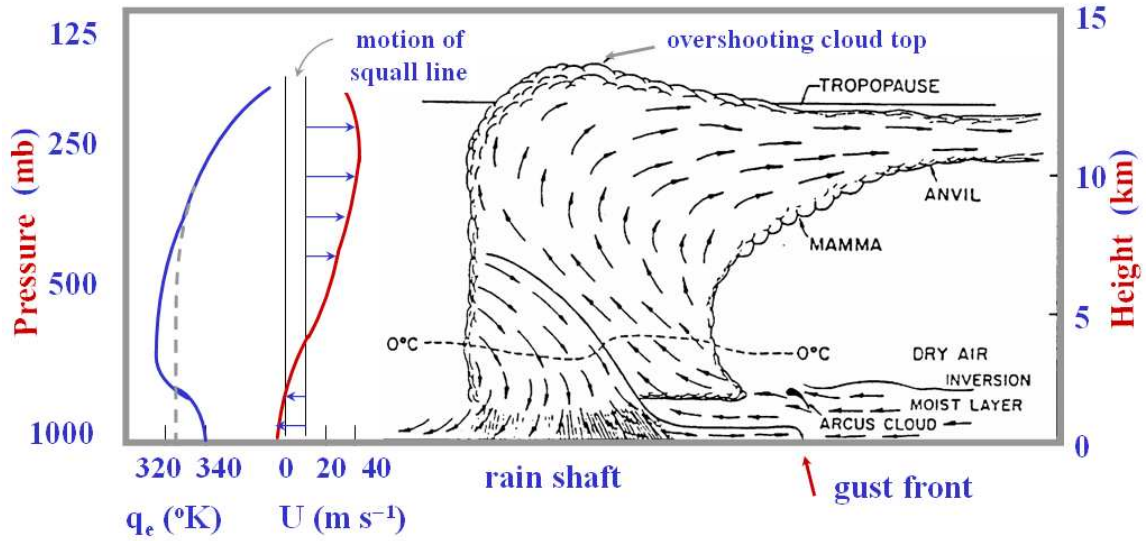 125
250
500
1000
Pressure (mb)
motion of
squall line
overshooting cloud top
TROPOPAUSE
ANVIL
MAMMA
0°C
0°C
DRY AIR
INVERSION
MOIST LAYER
ARCUS CLOUD
15
10
5
0
Height (km)
320 340
0 20 40
rain shaft
gust front
qe (°K)
U (m s⁻¹)